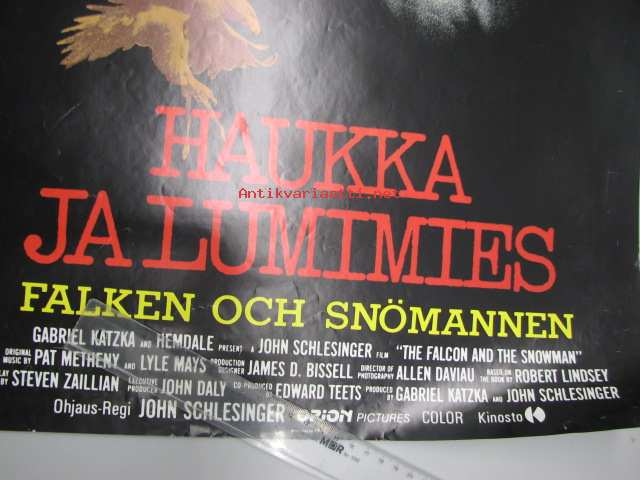 HAUKKA
Antikvariaatti.net
JA LUMIMIES
FALKEN OCH SNÖMANNEN
GABRIEL KATZKA AND HEMDALE PRESENT A JOHN SCHLESINGER FILM "THE FALCON AND THE SNOWMAN"
ORIGINAL MUSIC BY PAT METHENY AND LYLE MAYS PRODUCTION DESIGNER JAMES D. BISSELL DIRECTOR OF PHOTOGRAPHY ALLEN DAVIAU BASED ON THE BOOK BY ROBERT LINDSEY
BY STEVEN ZAILLIAN EXECUTIVE PRODUCER JOHN DALY CO-PRODUCED BY EDWARD TEETS PRODUCED BY GABRIEL KATZKA AND JOHN SCHLESINGER
Ohjaus-Regi JOHN SCHLESINGER ORION PICTURES COLOR Kinosto